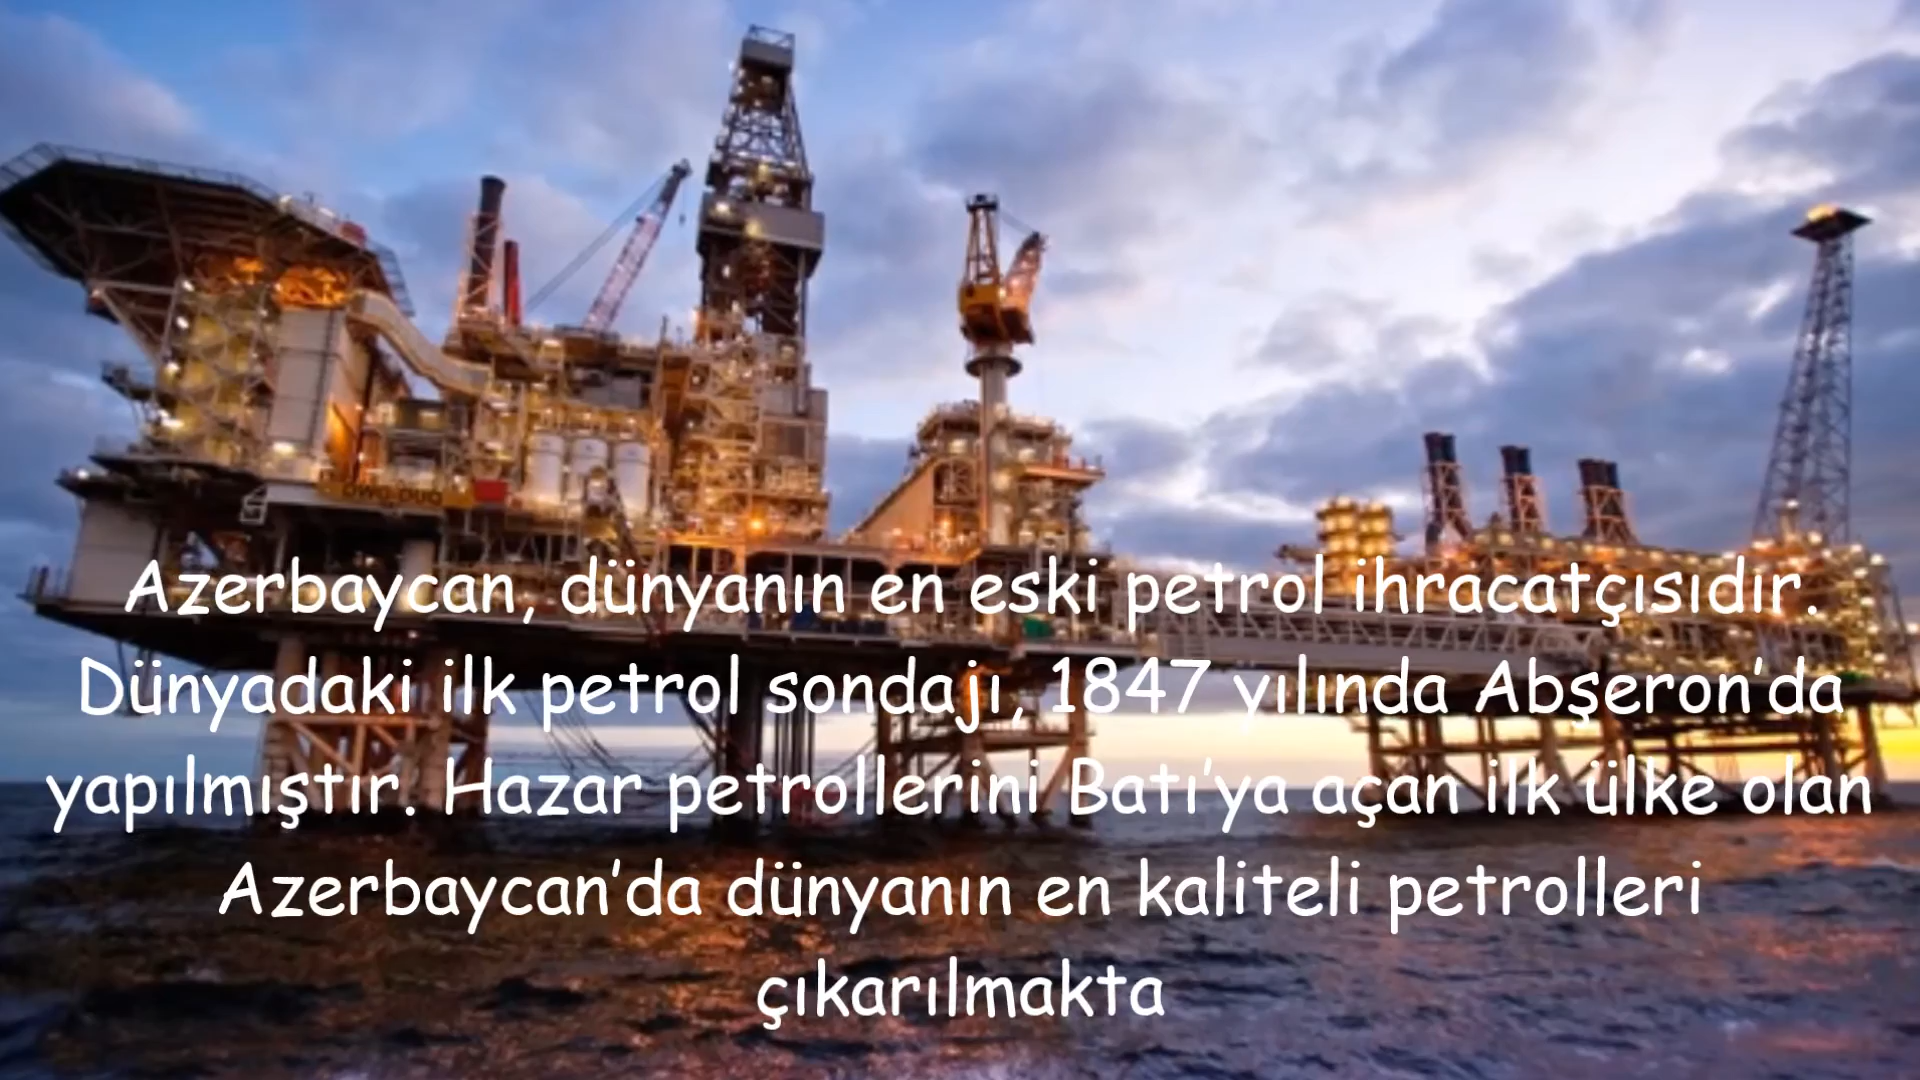 Azerbaycan, dünyanın en eski petrol ihracatçısıdır.
Dünyadaki ilk petrol sondajı, 1847 yılında Abşeron’da
yapılmıştır. Hazar petrollerini Batı’ya açan ilk ülke olan
Azerbaycan’da dünyanın en kaliteli petrolleri
çıkarılmakta